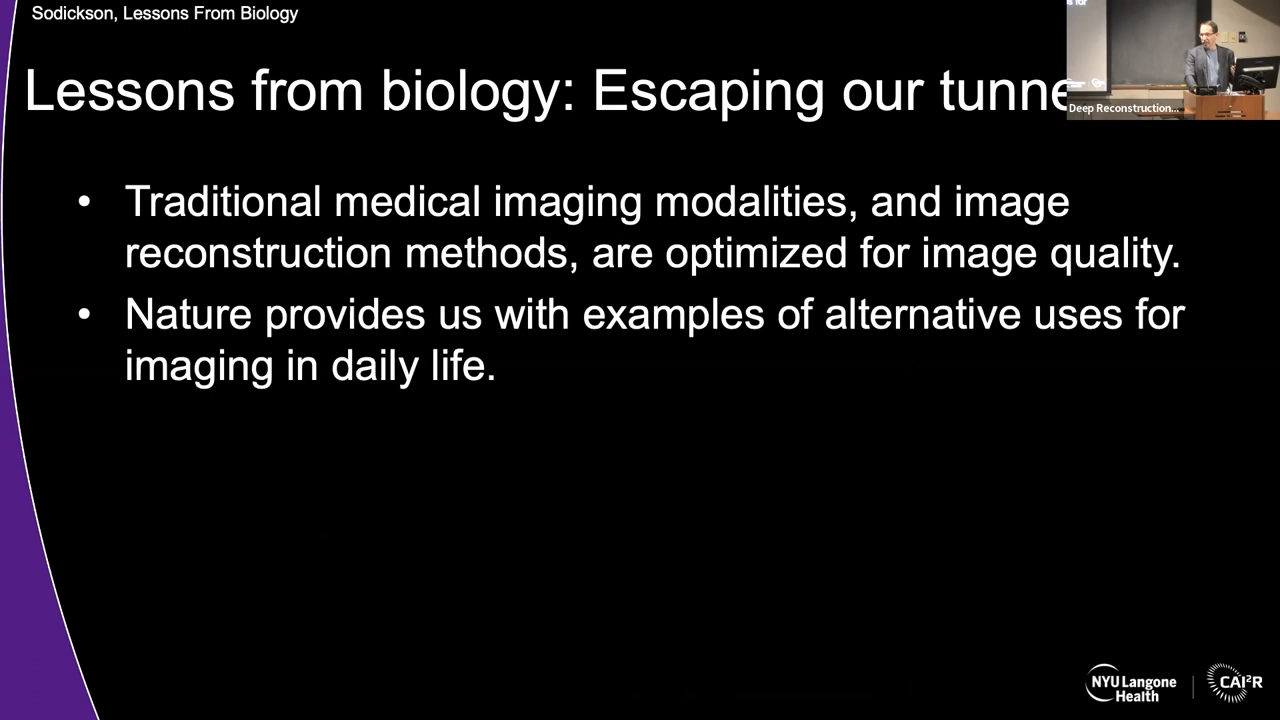 Sodickson, Lessons From Biology
Lessons from biology: Escaping our tunne
Deep Reconstruction...
• Traditional medical imaging modalities, and image
reconstruction methods, are optimized for image quality.
• Nature provides us with examples of alternative uses for
imaging in daily life.
NYU Langone
Health
CAI²R